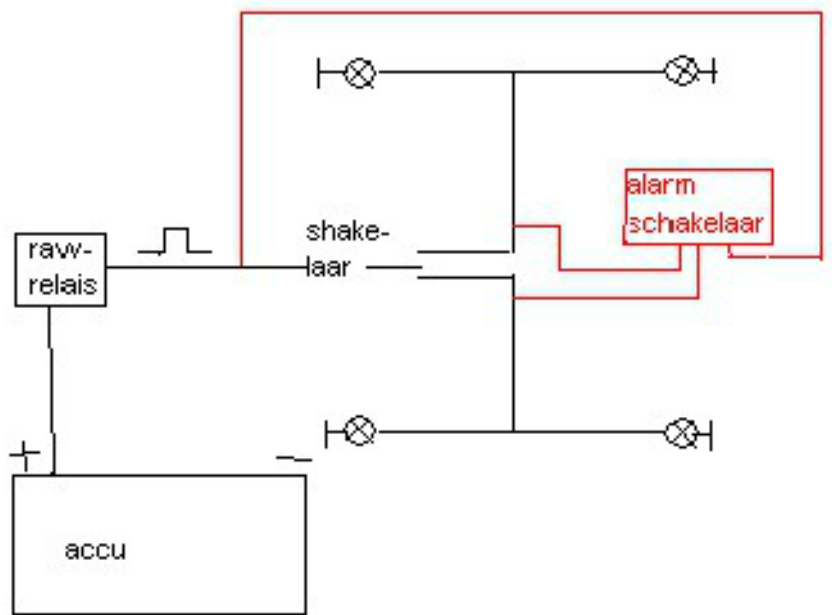 alarm
schakelaar
shake-
laar
raw-
relais
accu